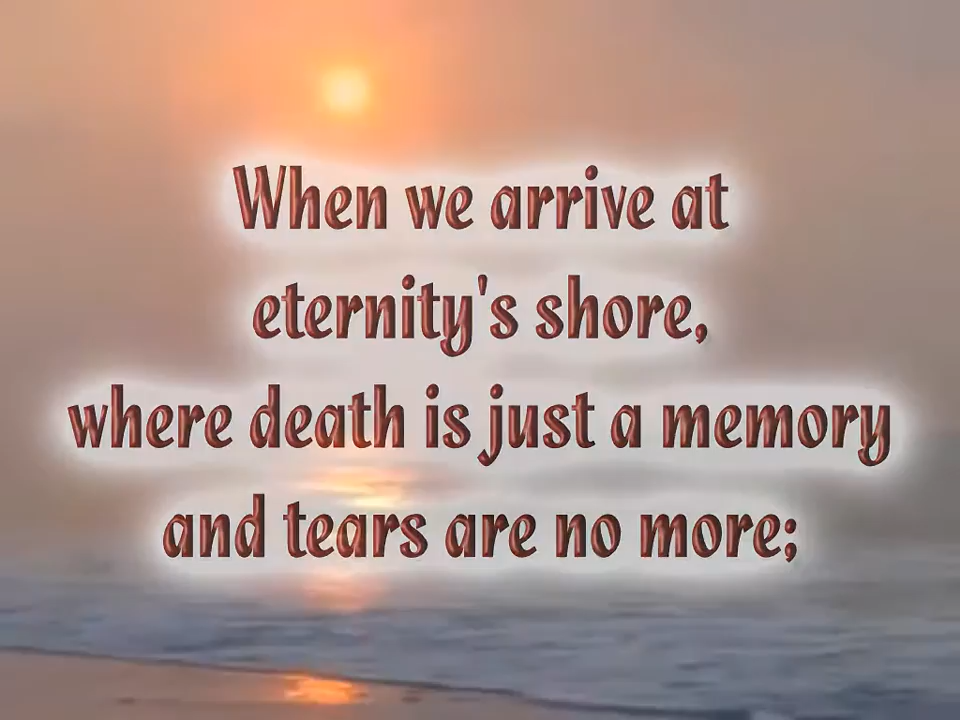 When we arrive at
eternity's shore,
where death is just a memory
and tears are no more;